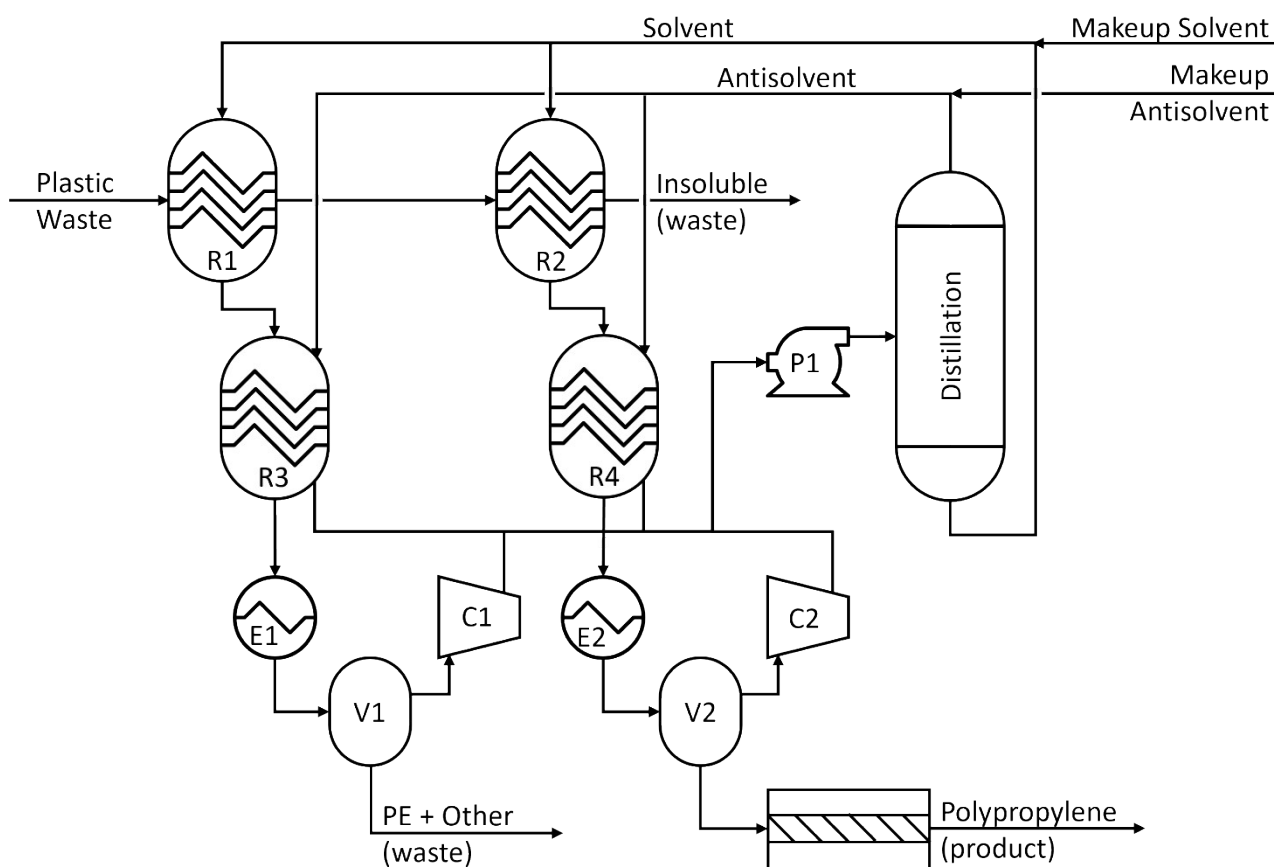 Solvent
Makeup Solvent
Antisolvent
Makeup
Antisolvent
Plastic
Waste
Insoluble
(waste)
R1
R2
P1
Distillation
R3
R4
E1
C1
E2
C2
V1
V2
PE + Other
(waste)
Polypropylene
(product)